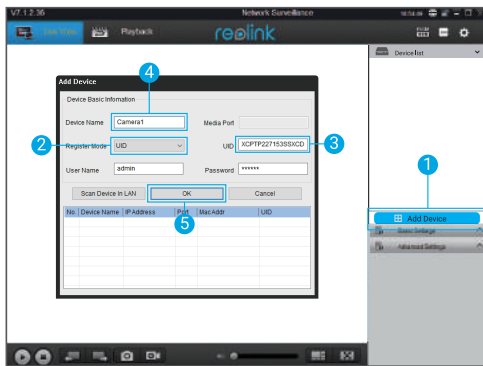 V7.1.2.36 Network Surveillance
Live View Playback reolink
Device list
Add Device
Device Basic Information
4
Device Name Camera1 Media Port
2 Register Mode UID UID XCPTP227153SSXCD 3
User Name admin Password ******
1
Scan Device In LAN OK Cancel
5
No. Device Name IP Address Port Mac Addr UID
Add Device
Basic Settings
Advanced Settings